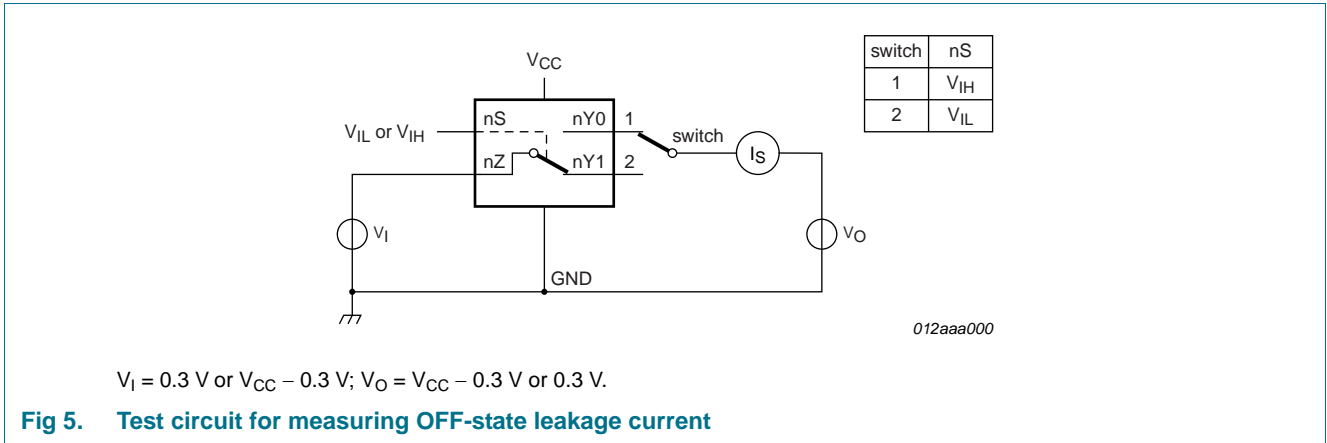 VCC
switch nS
1 VIH
2 VIL
nS nY0 1
VIL or VIH
switch
nZ nY1 2
IS
VI
VO
GND
012aaa000
VI = 0.3 V or VCC − 0.3 V; VO = VCC − 0.3 V or 0.3 V.
Fig 5. Test circuit for measuring OFF-state leakage current